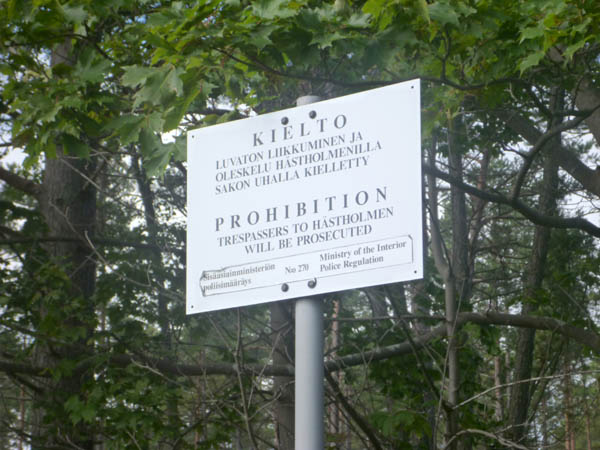 KIELTO
LUVATON LIIKKUMINEN JA
OLESKELU HÄSTHOLMENILLA
SAKON UHALLA KIELLETTY
PROHIBITION
TRESPASSERS TO HÄSTHOLMEN
WILL BE PROSECUTED
Sisäasiainministeriön
poliisimääräys
N:o 270
Ministry of the Interior
Police Regulation